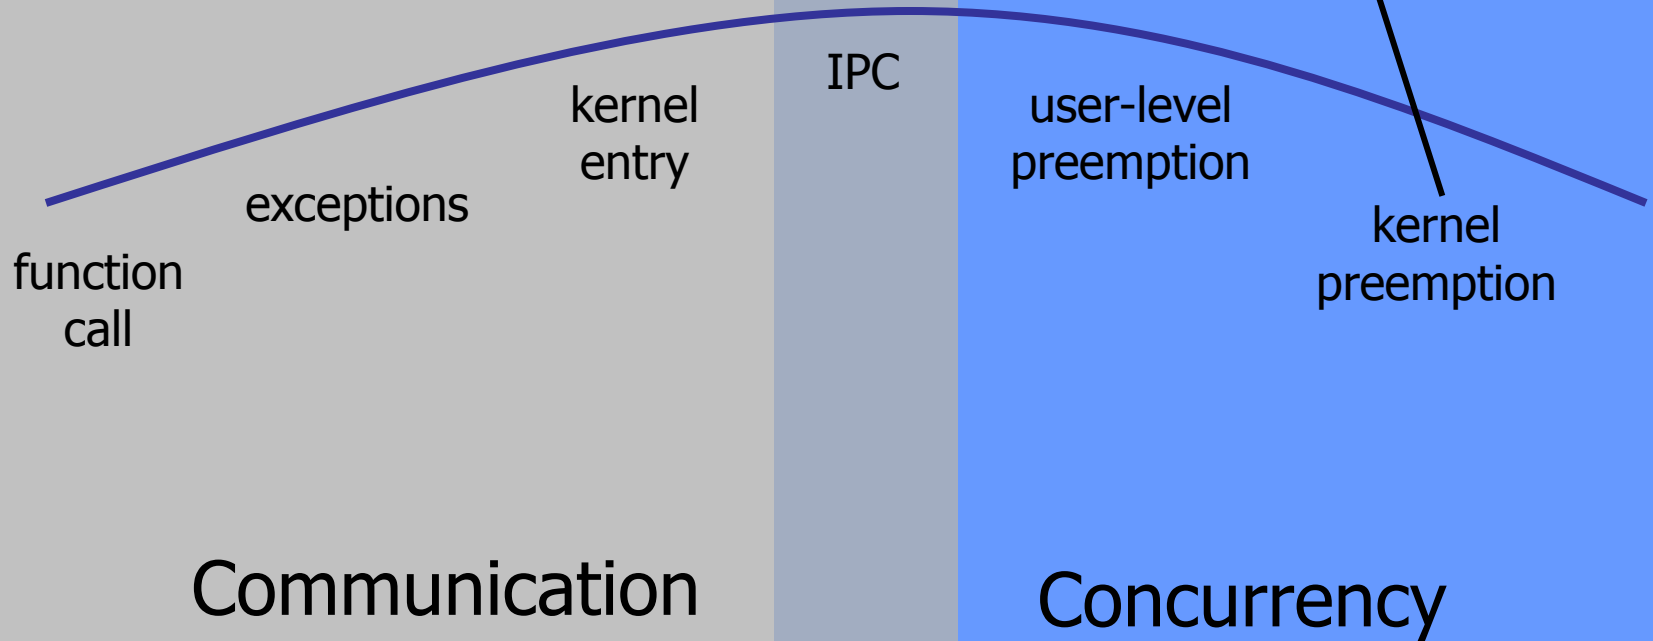 function
call
exceptions
kernel
entry
IPC
user-level
preemption
kernel
preemption
Communication
Concurrency